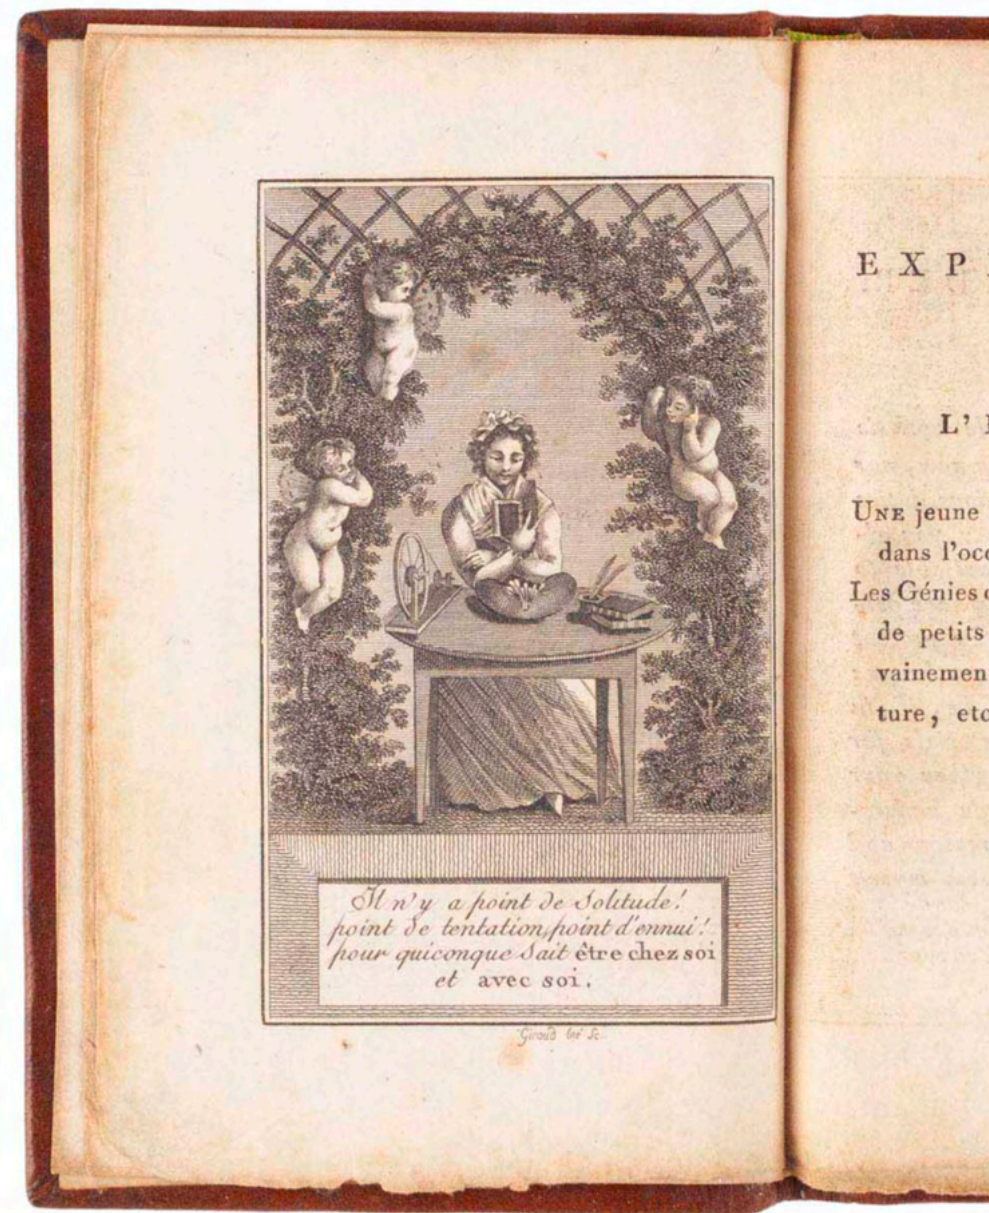 Il n'y a point de Solitude!
point de tentation, point d'ennui!
pour quiconque Sait être chez soi
et avec soi.
Giraud
E X P
L'
UNE jeune
dans l'occ
Les Génies
de petits
vainemen
ture, etc